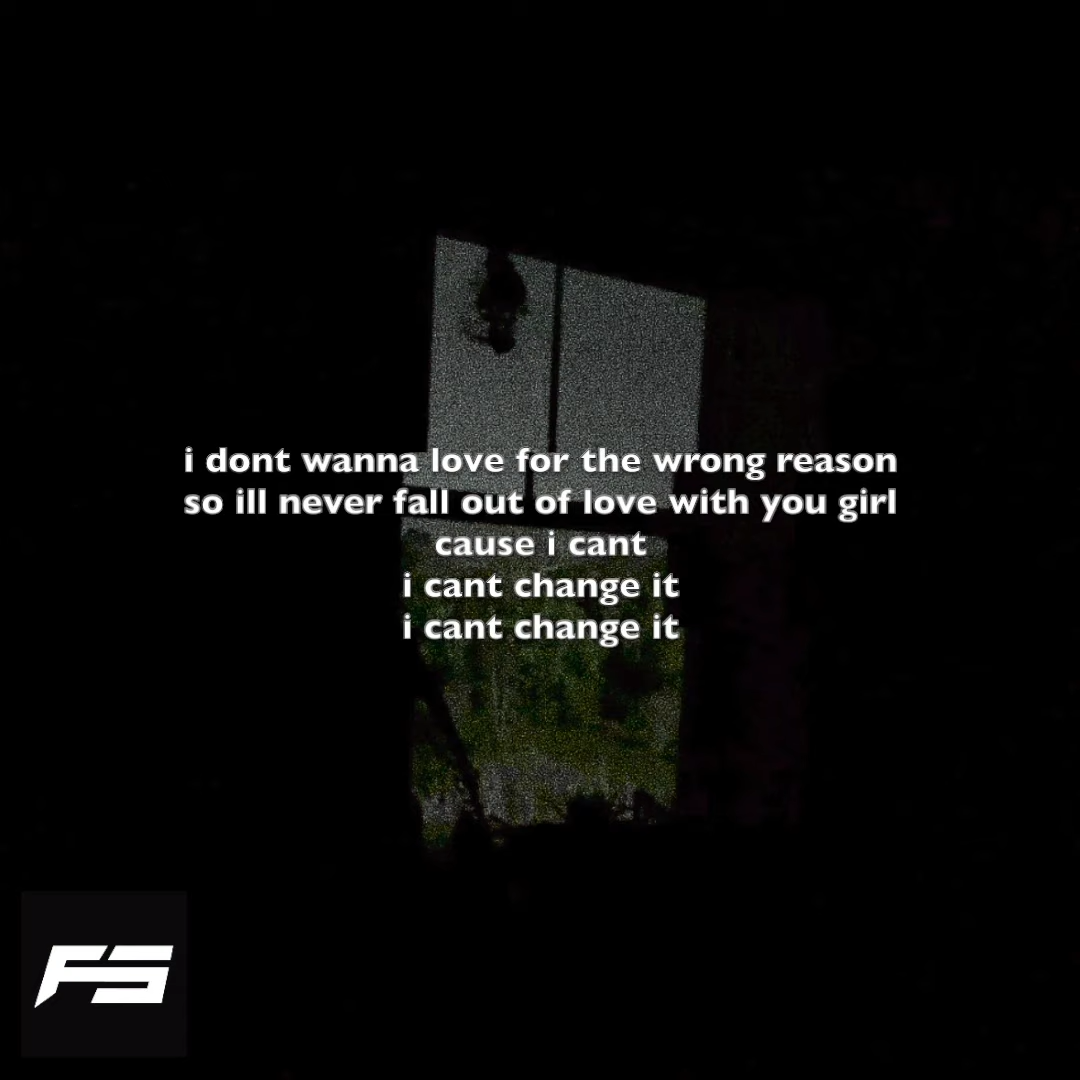 i dont wanna love for the wrong reason
so ill never fall out of love with you girl
cause i cant
i cant change it
i cant change it
FS